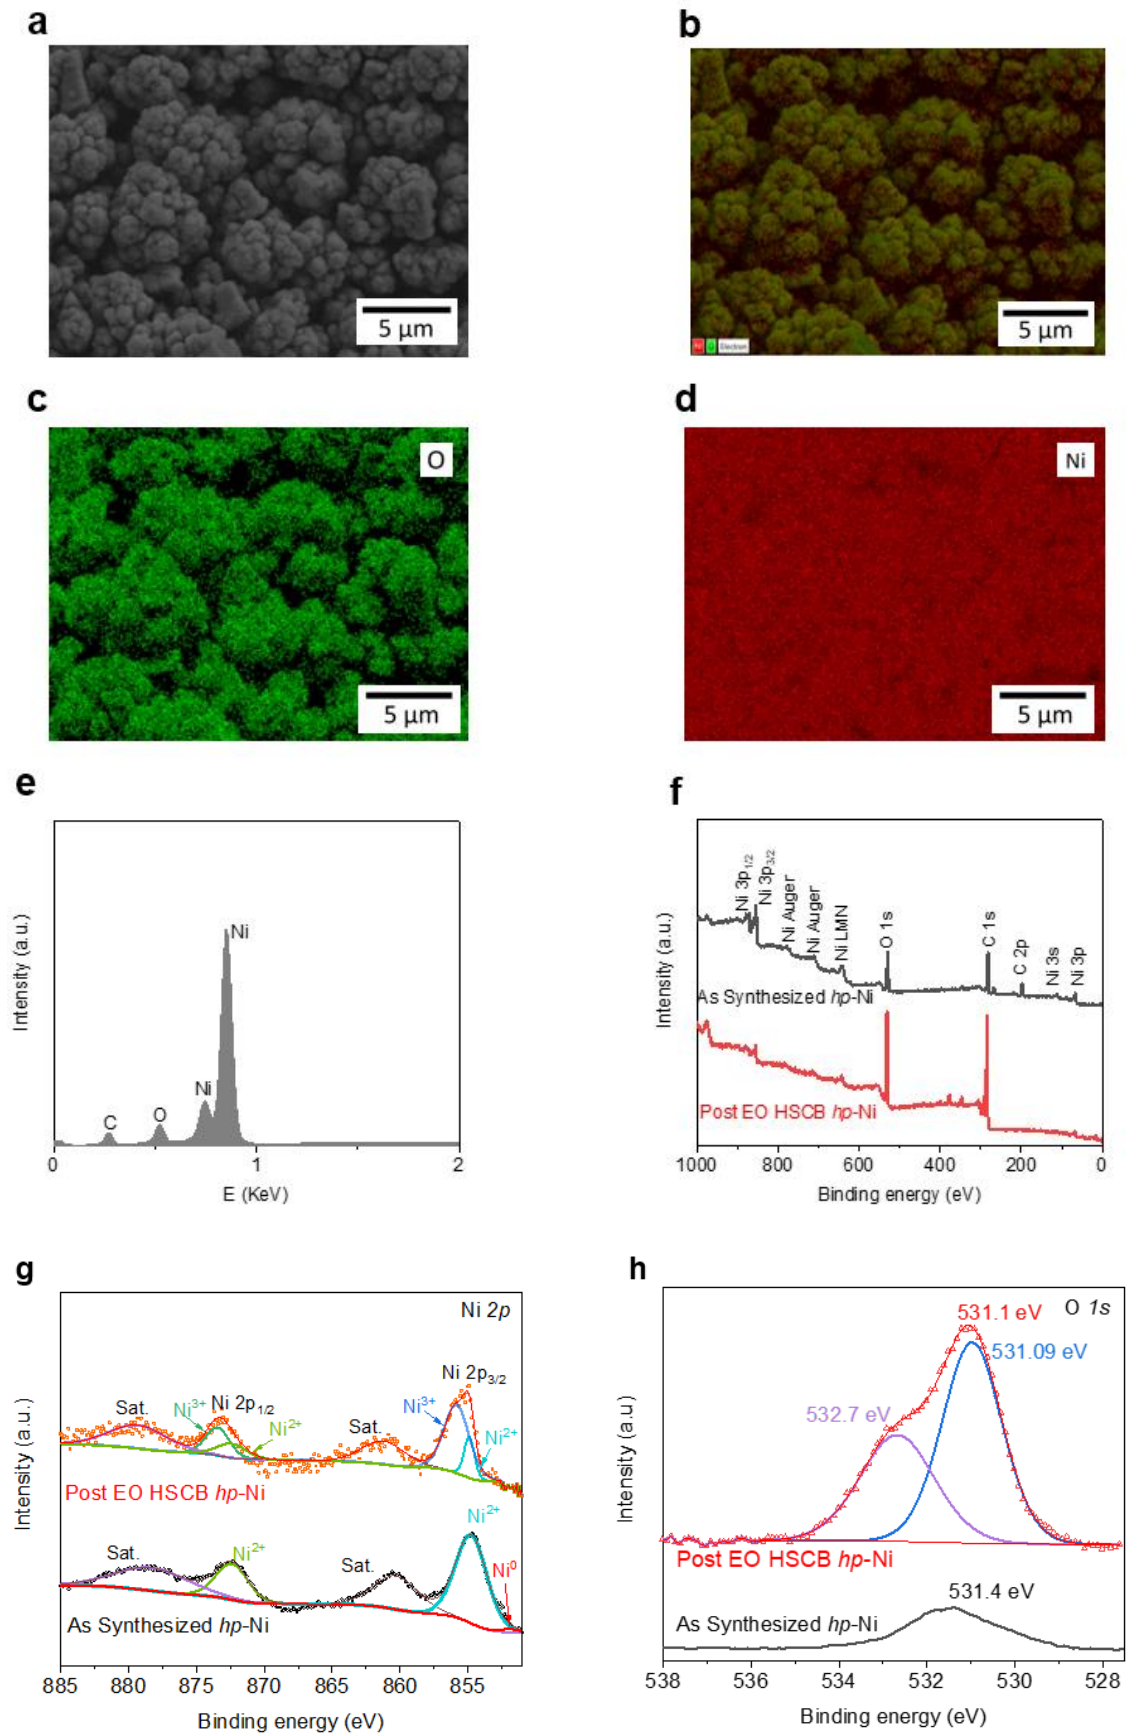 a
b
5 µm
5 µm
Electron
c
d
O
Ni
5 µm
5 µm
e
f
Intensity (a.u.)
Ni
Ni
O
C
0
1
2
E (KeV)
Intensity (a.u.)
Ni 3p1/2
Ni 3p3/2
Ni Auger
Ni Auger
Ni LMN
O 1s
C 1s
C 2p
Ni 3s
Ni 3p
As Synthesized hp-Ni
Post EO HSCB hp-Ni
1000
800
600
400
200
0
Binding energy (eV)
g
h
Intensity (a.u.)
Ni 2p
Ni 2p3/2
Sat.
Ni3+
Ni 2p1/2
Ni2+
Sat.
Ni3+
Ni2+
Post EO HSCB hp-Ni
Ni2+
Sat.
Ni2+
Sat.
Ni0
As Synthesized hp-Ni
885
880
875
870
865
860
855
Binding energy (eV)
Intensity (a.u)
531.1 eV
O 1s
531.09 eV
532.7 eV
Post EO HSCB hp-Ni
531.4 eV
As Synthesized hp-Ni
538
536
534
532
530
528
Binding energy (eV)